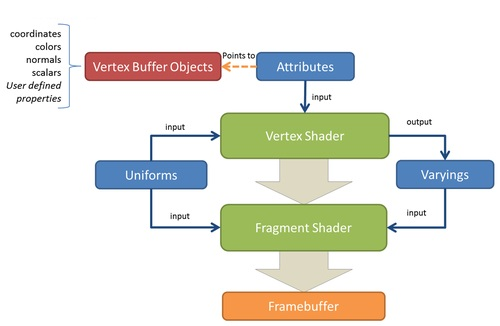 coordinates
colors
normals
scalars
User defined
properties
Vertex Buffer Objects
Points to
Attributes
input
Vertex Shader
input
output
Uniforms
Varyings
input
input
Fragment Shader
Framebuffer